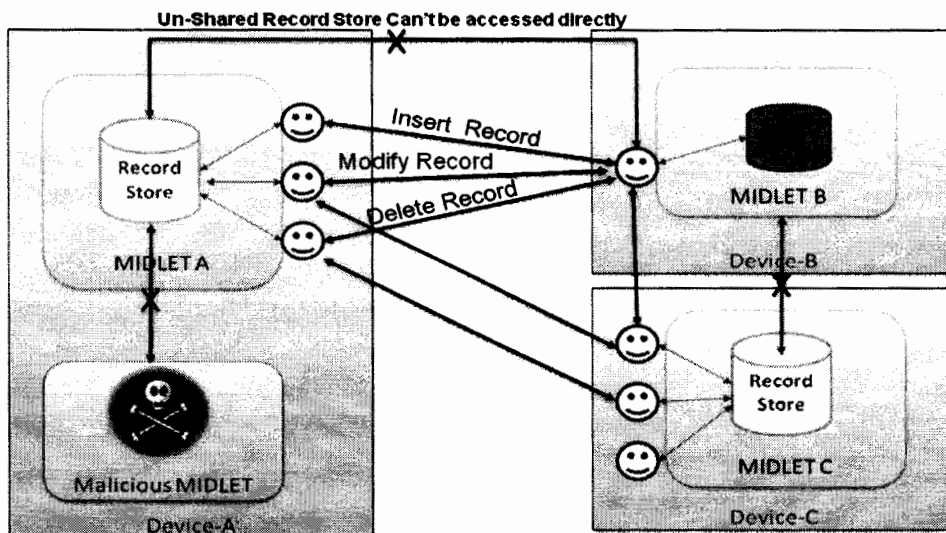 Un-Shared Record Store Can't be accessed directly
Insert Record
Modify Record
Delete Record
Record
Store
MIDLET A
Malicious MIDLET
Device-A
MIDLET B
Device-B
Record
Store
MIDLET C
Device-C